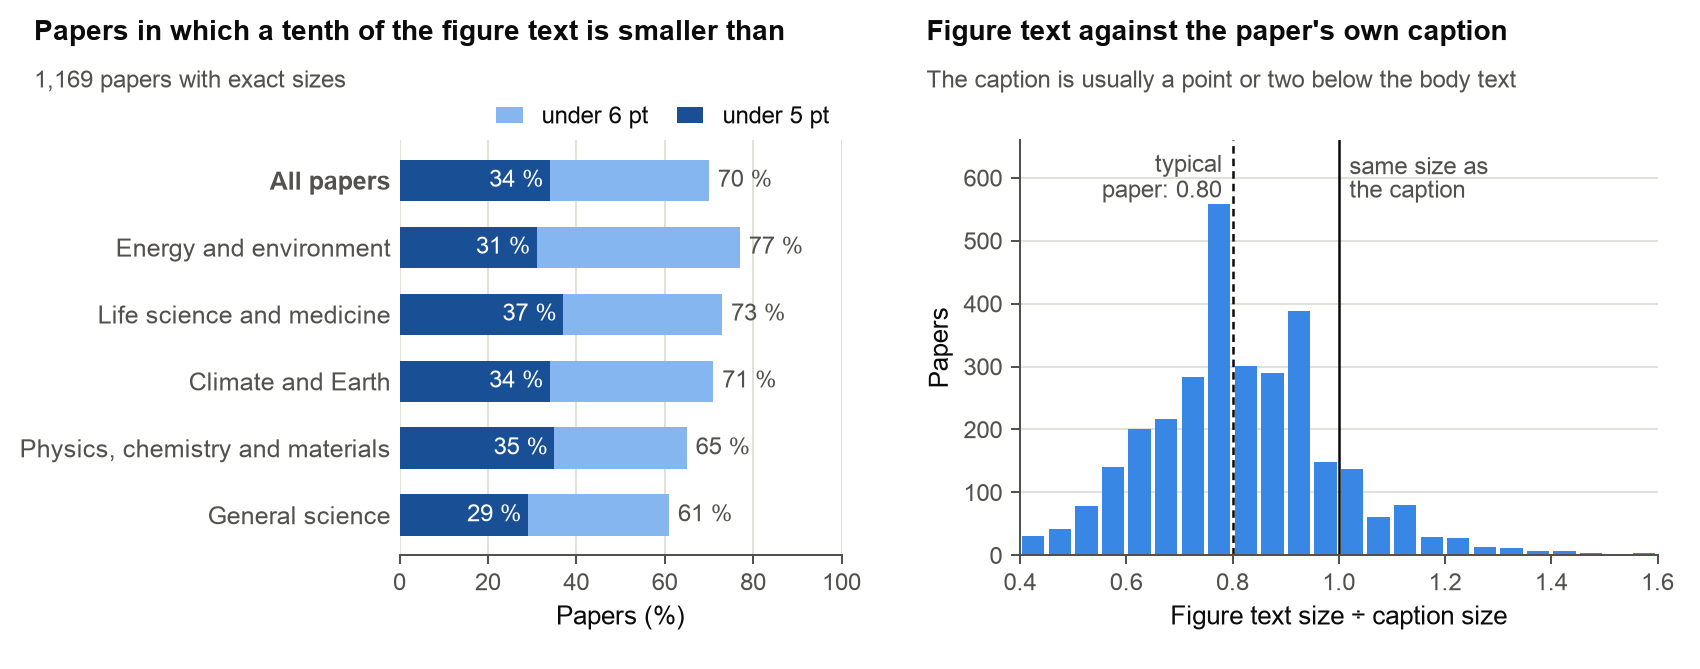 Papers in which a tenth of the figure text is smaller than
1,169 papers with exact sizes
under 6 pt
under 5 pt
All papers
34 %
70 %
Energy and environment
31 %
77 %
Life science and medicine
37 %
73 %
Climate and Earth
34 %
71 %
Physics, chemistry and materials
35 %
65 %
General science
29 %
61 %
0 20 40 60 80 100
Papers (%)
Figure text against the paper's own caption
The caption is usually a point or two below the body text
typical
paper: 0.80
same size as
the caption
600
500
400
300
200
100
0
Papers
0.4 0.6 0.8 1.0 1.2 1.4 1.6
Figure text size ÷ caption size